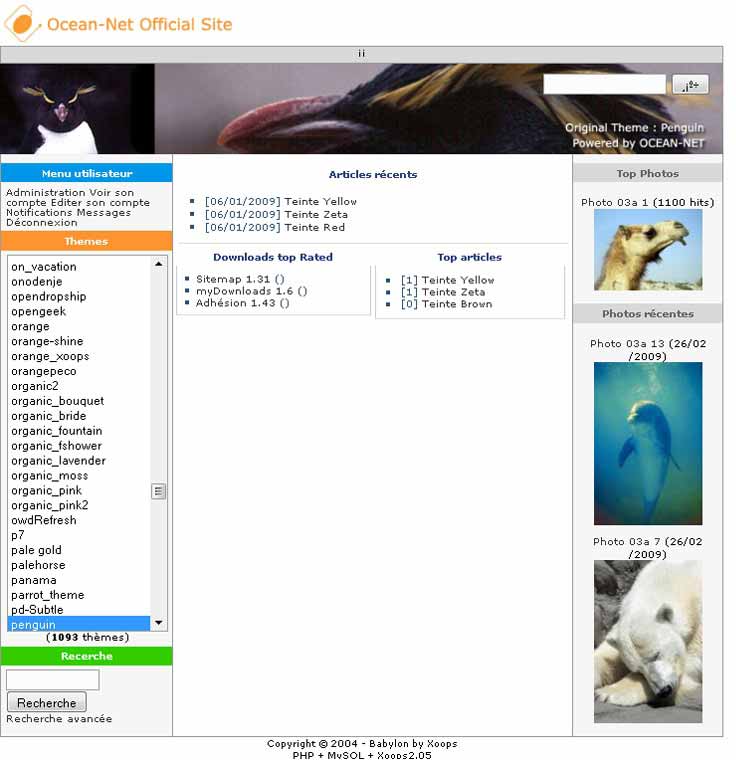 Ocean-Net Official Site
ii
Original Theme : Penguin
Powered by OCEAN-NET
Menu utilisateur
Administration Voir son
compte Editer son compte
Notifications Messages
Déconnexion
Themes
on_vacation
onodenje
opendropship
opengeek
orange
orange-shine
orange_xoops
orangepeco
organic2
organic_bouquet
organic_bride
organic_fountain
organic_fshower
organic_lavender
organic_moss
organic_pink
organic_pink2
owdRefresh
p7
pale gold
palehorse
panama
parrot_theme
pd-Subtle
penguin
(1093 thèmes)
Recerche
Recherche
Recherche avancée
Articles récents
[06/01/2009] Teinte Yellow
[06/01/2009] Teinte Zeta
[06/01/2009] Teinte Red
Downloads top Rated
Sitemap 1.31 ()
myDownloads 1.6 ()
Adhésion 1.43 ()
Top articles
[1] Teinte Yellow
[1] Teinte Zeta
[0] Teinte Brown
Top Photos
Photo 03a 1 (1100 hits)
Photos récentes
Photo 03a 13 (26/02
/2009)
Photo 03a 7 (26/02
/2009)
Copyright © 2004 - Babylon by Xoops
PHP + MySQL + Xoops2.05